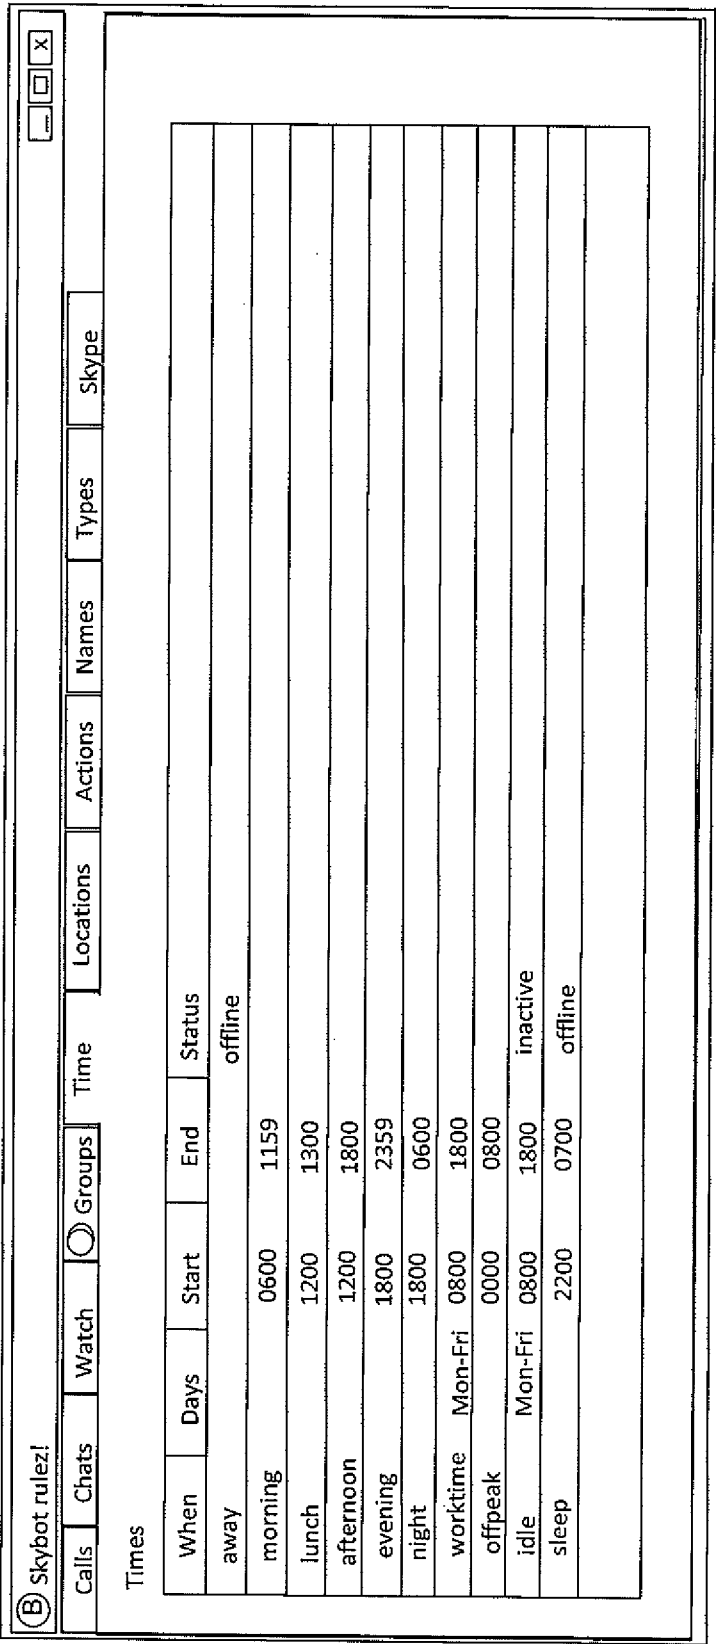 B Skybot rulez!
_ □ x
Calls Chats Watch Groups Time Locations Actions Names Types Skype
Times
When Days Start End Status
away offline
morning 0600 1159
lunch 1200 1300
afternoon 1200 1800
evening 1800 2359
night 1800 0600
worktime Mon-Fri 0800 1800
offpeak 0000 0800
idle Mon-Fri 0800 1800 inactive
sleep 2200 0700 offline